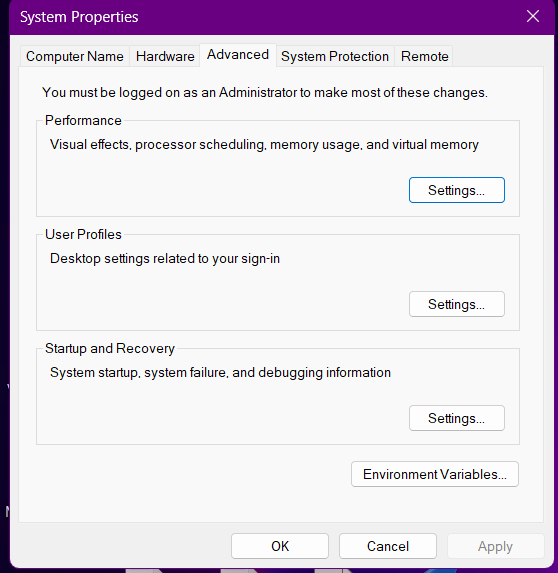 System Properties
Computer Name Hardware Advanced System Protection Remote
You must be logged on as an Administrator to make most of these changes.
Performance
Visual effects, processor scheduling, memory usage, and virtual memory
Settings...
User Profiles
Desktop settings related to your sign-in
Settings...
Startup and Recovery
System startup, system failure, and debugging information
Settings...
Environment Variables...
OK Cancel Apply